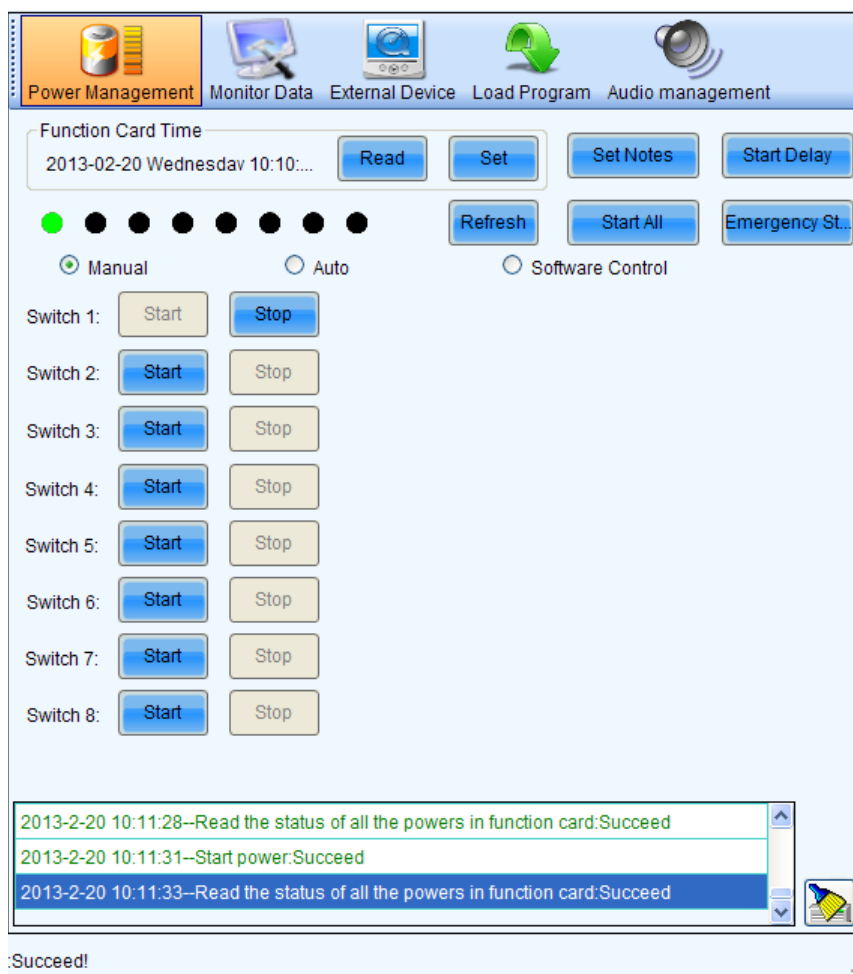 Power Management Monitor Data External Device Load Program Audio management
Function Card Time
2013-02-20 Wednesday 10:10:... Read Set Set Notes Start Delay
Refresh Start All Emergency St...
Manual Auto Software Control
Switch 1: Start Stop
Switch 2: Start Stop
Switch 3: Start Stop
Switch 4: Start Stop
Switch 5: Start Stop
Switch 6: Start Stop
Switch 7: Start Stop
Switch 8: Start Stop
2013-2-20 10:11:28--Read the status of all the powers in function card:Succeed
2013-2-20 10:11:31--Start power:Succeed
2013-2-20 10:11:33--Read the status of all the powers in function card:Succeed
:Succeed!